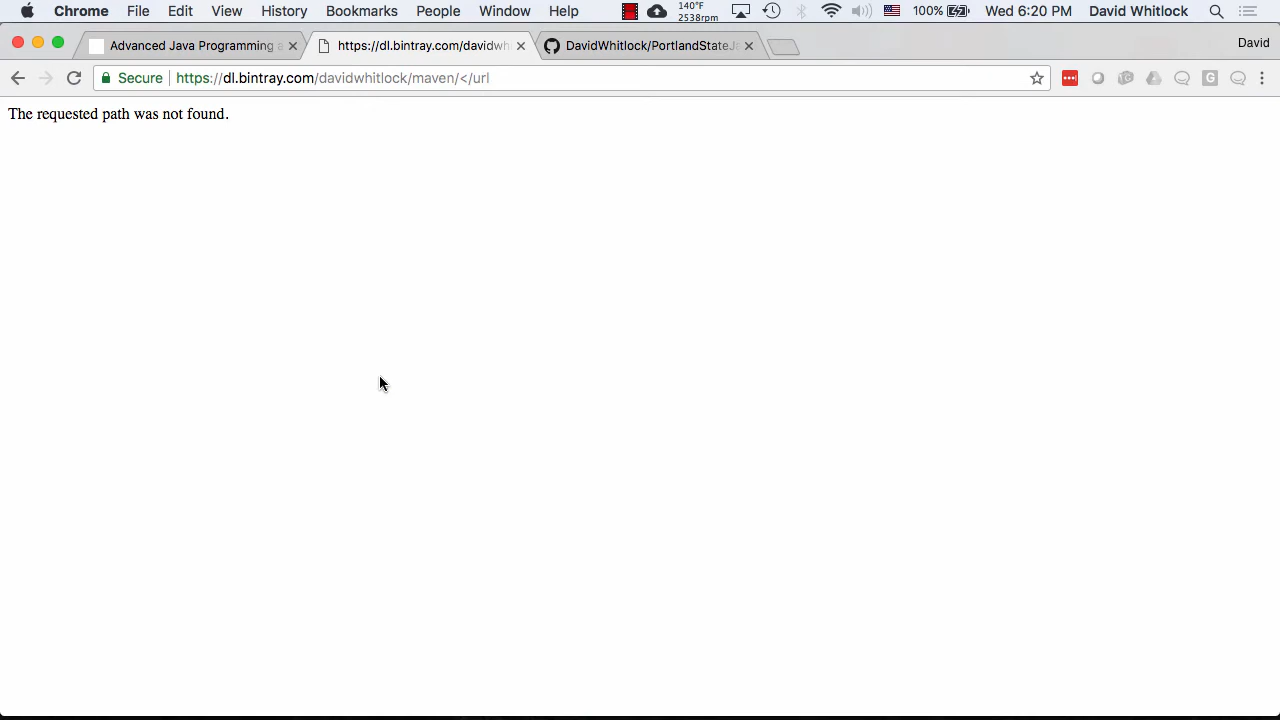 Chrome File Edit View History Bookmarks People Window Help 140°F 2538rpm 100% Wed 6:20 PM David Whitlock
Advanced Java Programming a https://dl.bintray.com/davidwh DavidWhitlock/PortlandStateJa David
Secure https://dl.bintray.com/davidwhitlock/maven/</url
The requested path was not found.